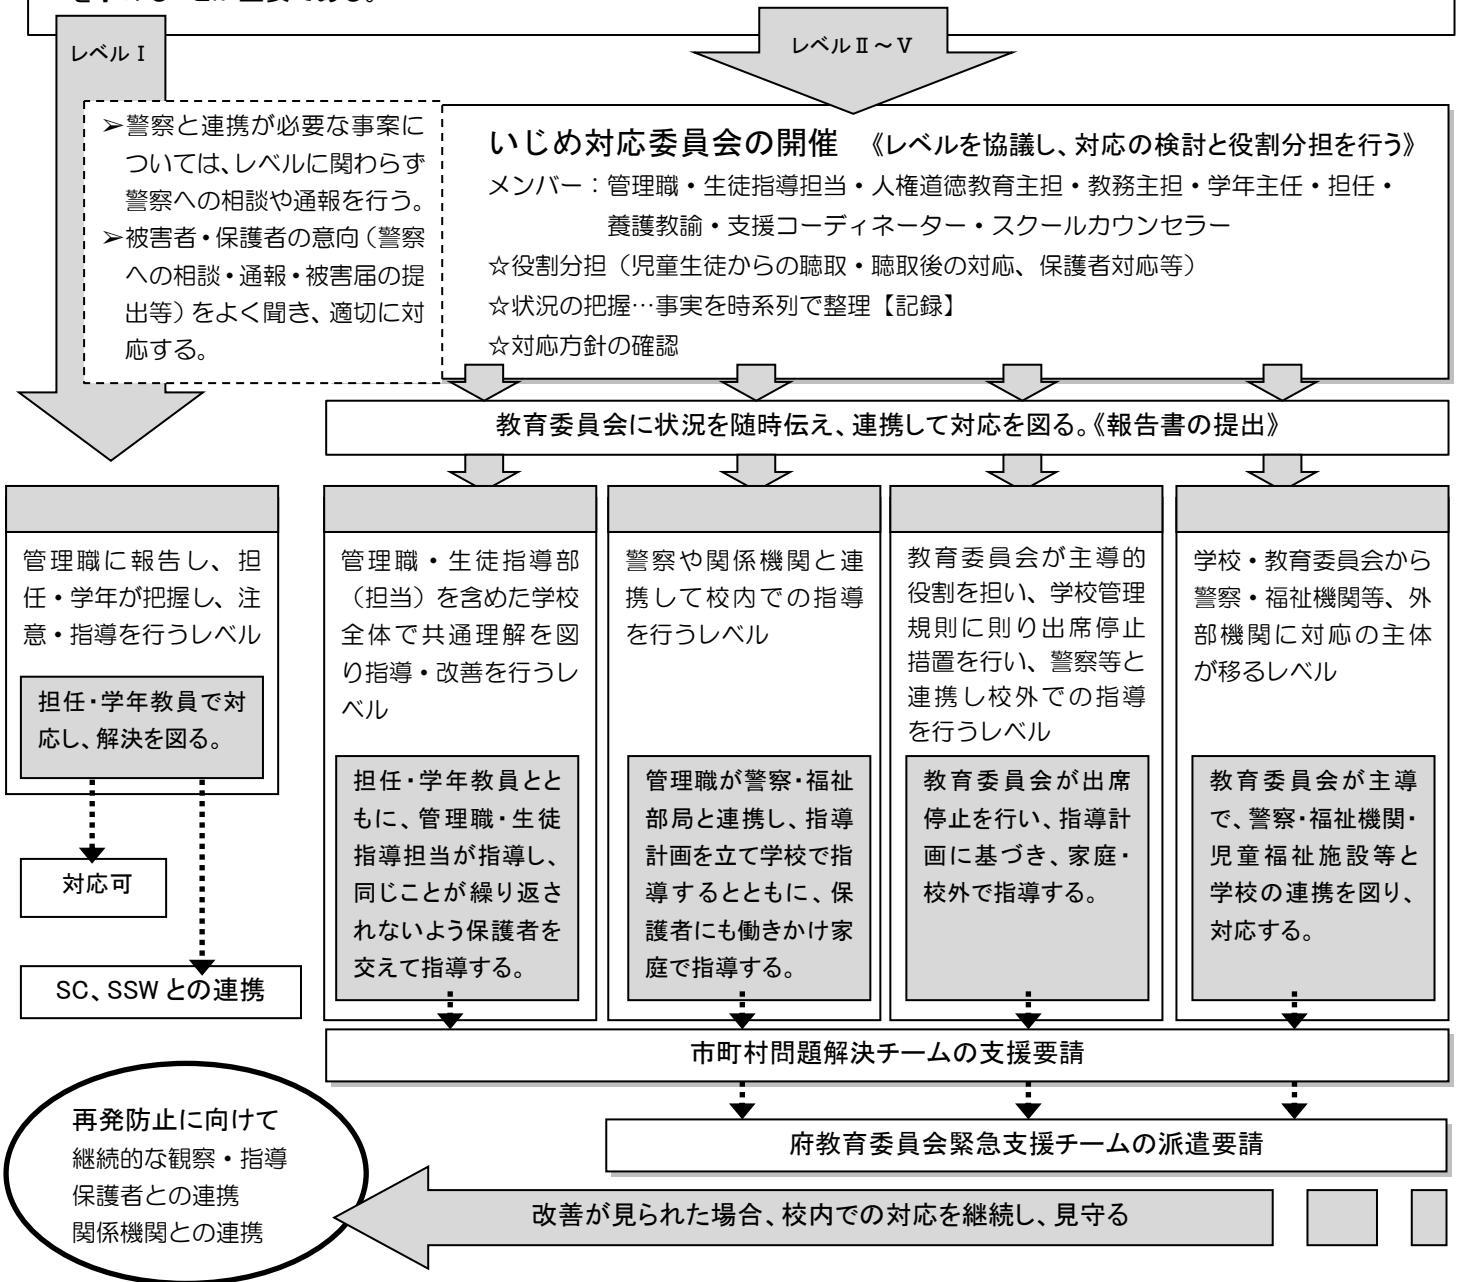 レベルⅠ
レベルⅡ～Ⅴ
➢警察と連携が必要な事案に
ついては、レベルに関わらず
警察への相談や通報を行う。
➢被害者・保護者の意向（警察
への相談・通報・被害届の提
出等）をよく聞き、適切に対
応する。
いじめ対応委員会の開催　《レベルを協議し、対応の検討と役割分担を行う》
メンバー：管理職・生徒指導担当・人権道徳教育主担・教務主担・学年主任・担任・
養護教諭・支援コーディネーター・スクールカウンセラー
☆役割分担（児童生徒からの聴取・聴取後の対応、保護者対応等）
☆状況の把握…事実を時系列で整理【記録】
☆対応方針の確認
教育委員会に状況を随時伝え、連携して対応を図る。《報告書の提出》
管理職に報告し、担
任・学年が把握し、注
意・指導を行うレベル
担任・学年教員で対
応し、解決を図る。
対応可
SC、SSWとの連携
管理職・生徒指導部
（担当）を含めた学校
全体で共通理解を図
り指導・改善を行うレ
ベル
担任・学年教員とと
もに、管理職・生徒
指導担当が指導し、
同じことが繰り返さ
れないよう保護者を
交えて指導する。
警察や関係機関と連
携して校内での指導
を行うレベル
管理職が警察・福祉
部局と連携し、指導
計画を立て学校で指
導するとともに、保
護者にも働きかけ家
庭で指導する。
教育委員会が主導的
役割を担い、学校管理
規則に則り出席停止
措置を行い、警察等と
連携し校外での指導
を行うレベル
教育委員会が出席
停止を行い、指導計
画に基づき、家庭・
校外で指導する。
学校・教育委員会から
警察・福祉機関等、外
部機関に対応の主体
が移るレベル
教育委員会が主導
で、警察・福祉機関・
児童福祉施設等と
学校の連携を図り、
対応する。
市町村問題解決チームの支援要請
府教育委員会緊急支援チームの派遣要請
再発防止に向けて
継続的な観察・指導
保護者との連携
関係機関との連携
改善が見られた場合、校内での対応を継続し、見守る